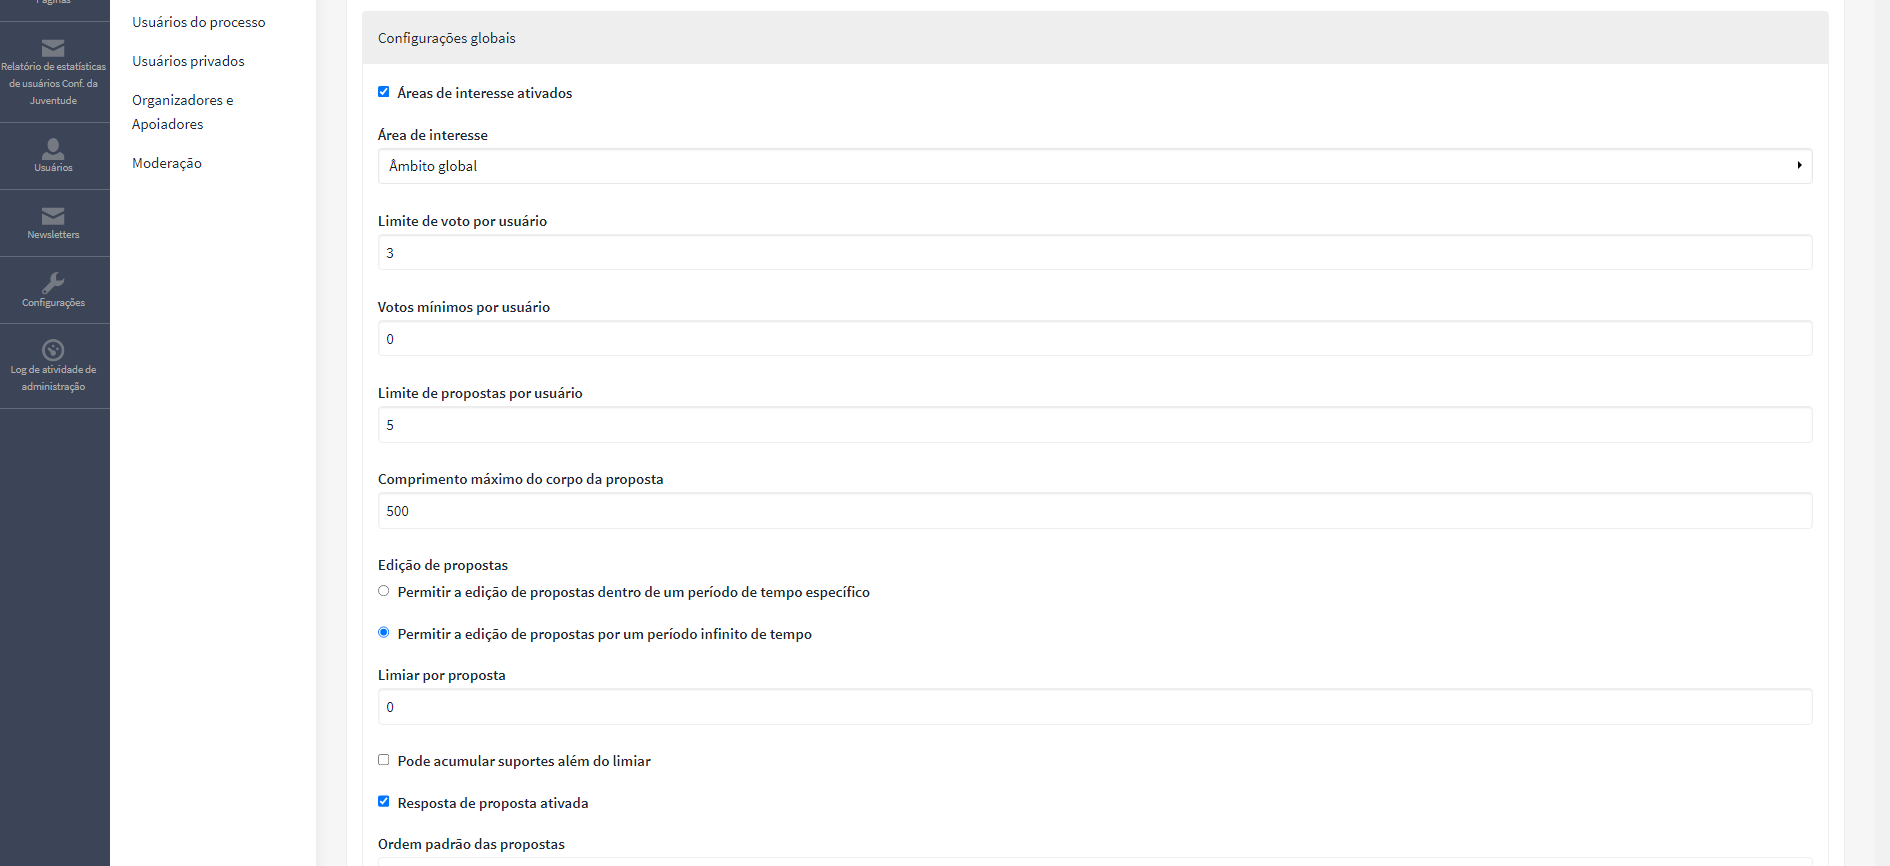 Páginas
Relatório de estatísticas
de usuários Conf. da
Juventude
Usuários
Newsletters
Configurações
Log de atividade de
administração
Usuários do processo
Usuários privados
Organizadores e
Apoiadores
Moderação
Configurações globais
Áreas de interesse ativados
Área de interesse
Âmbito global
Limite de voto por usuário
3
Votos mínimos por usuário
0
Limite de propostas por usuário
5
Comprimento máximo do corpo da proposta
500
Edição de propostas
Permitir a edição de propostas dentro de um período de tempo específico
Permitir a edição de propostas por um período infinito de tempo
Limiar por proposta
0
Pode acumular suportes além do limiar
Resposta de proposta ativada
Ordem padrão das propostas